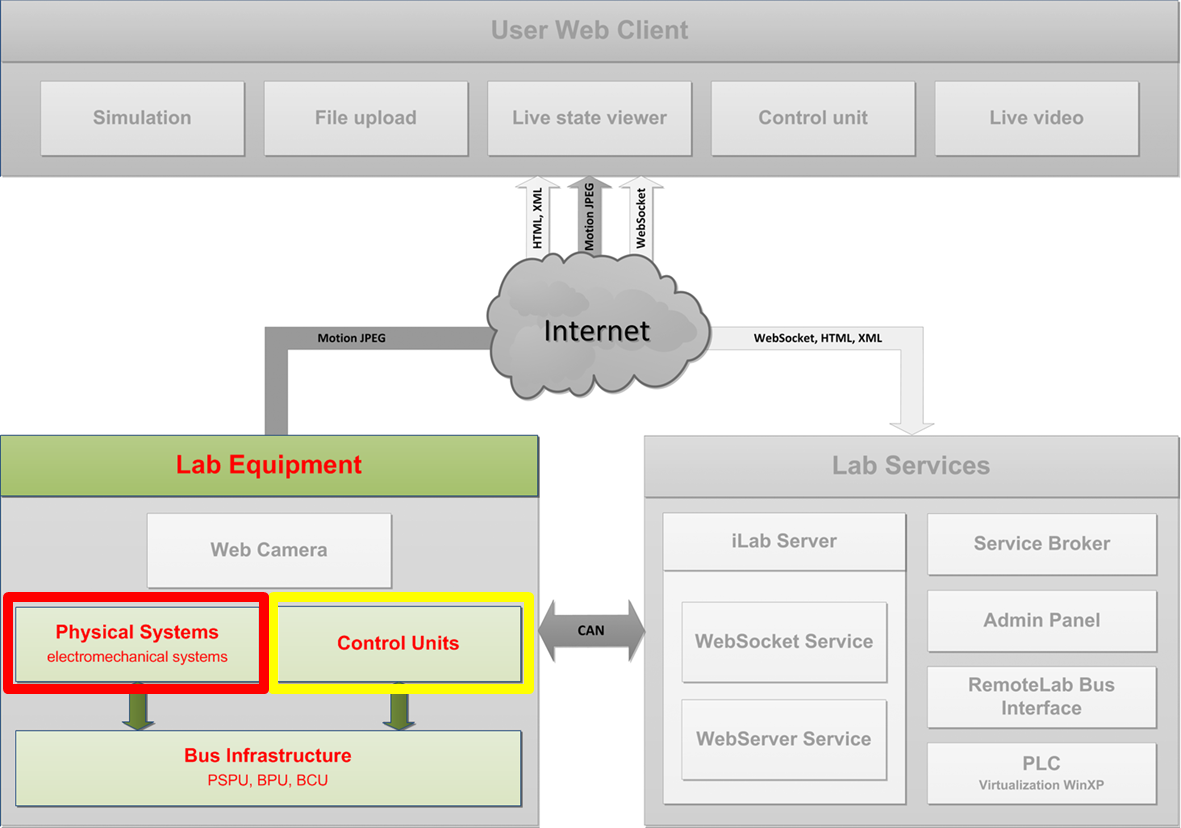 User Web Client
Simulation
File upload
Live state viewer
Control unit
Live video
HTML, XML
Motion JPEG
WebSocket
Internet
Motion JPEG
WebSocket, HTML, XML
Lab Equipment
Web Camera
Physical Systems
electromechanical systems
Control Units
Bus Infrastructure
PSPU, BPU, BCU
CAN
Lab Services
iLab Server
WebSocket Service
WebServer Service
Service Broker
Admin Panel
RemoteLab Bus
Interface
PLC
Virtualization WinXP